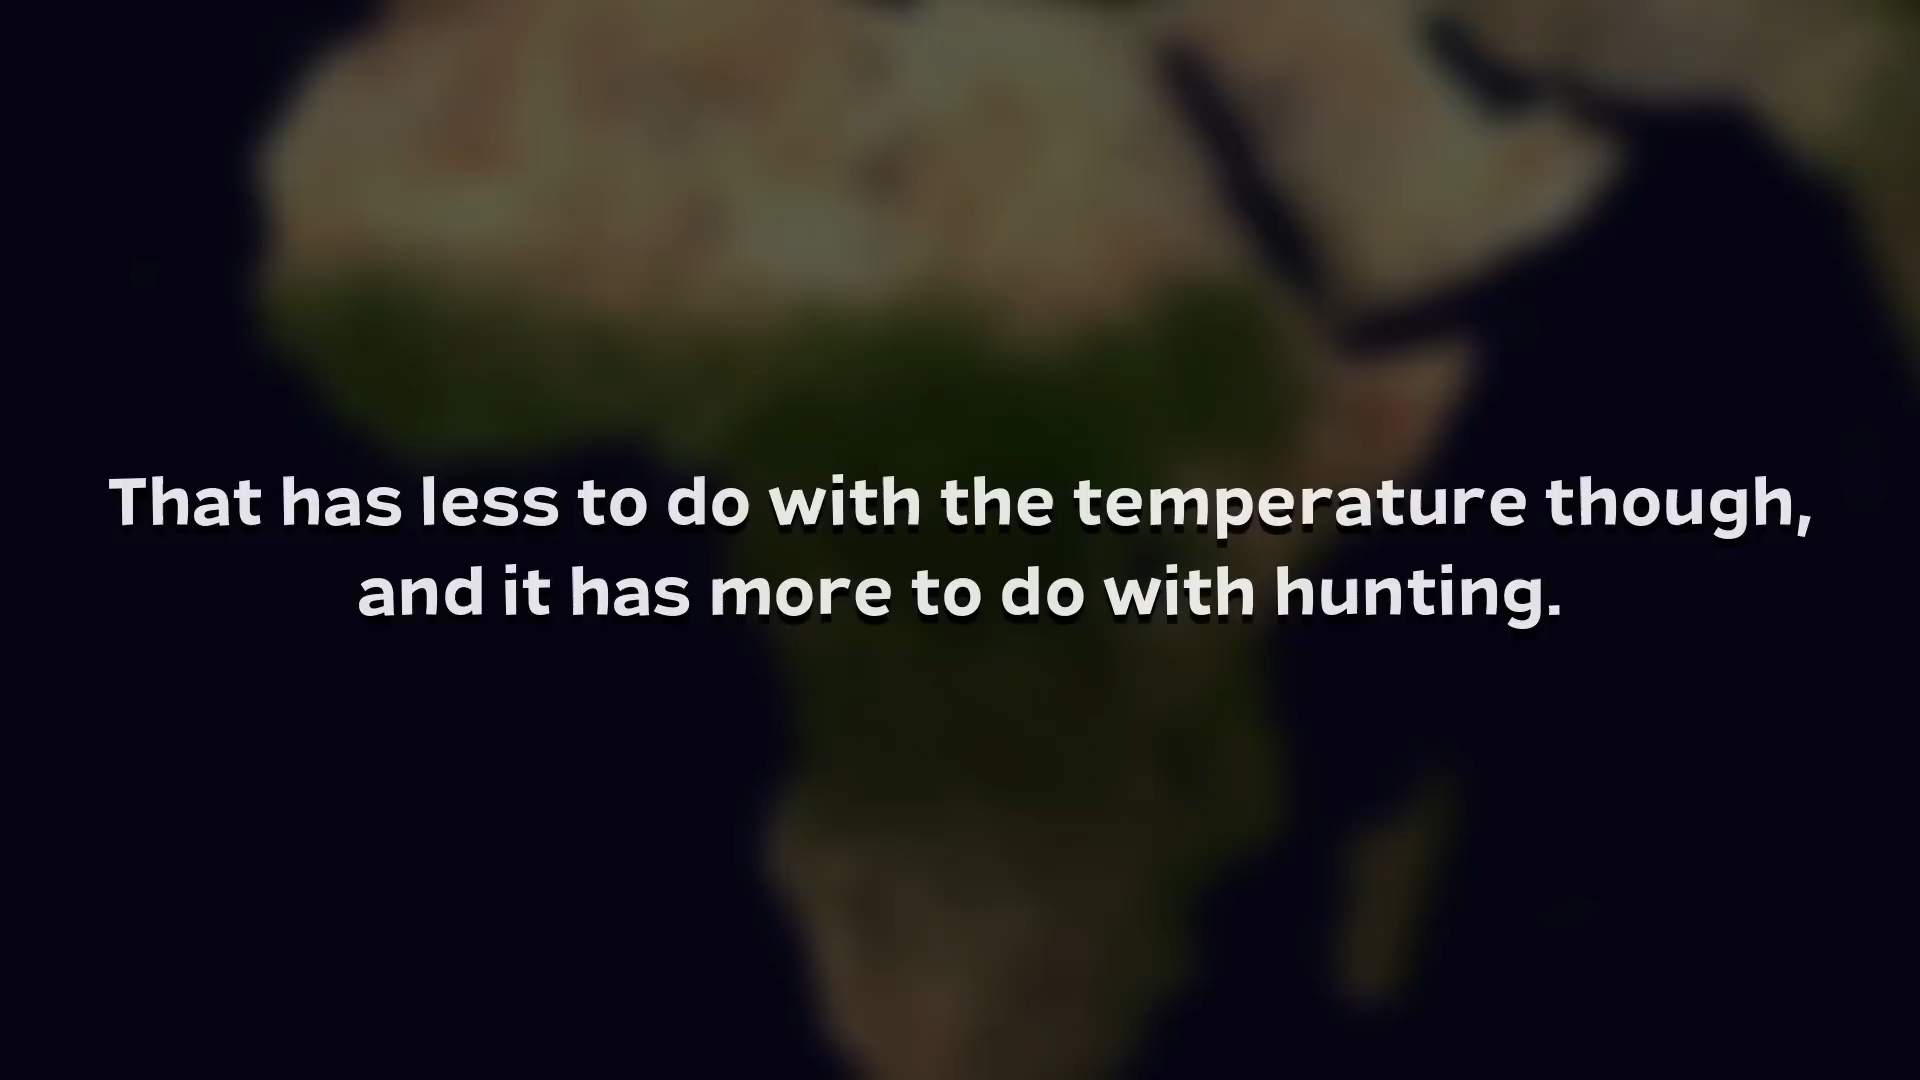 That has less to do with the temperature though,
and it has more to do with hunting.